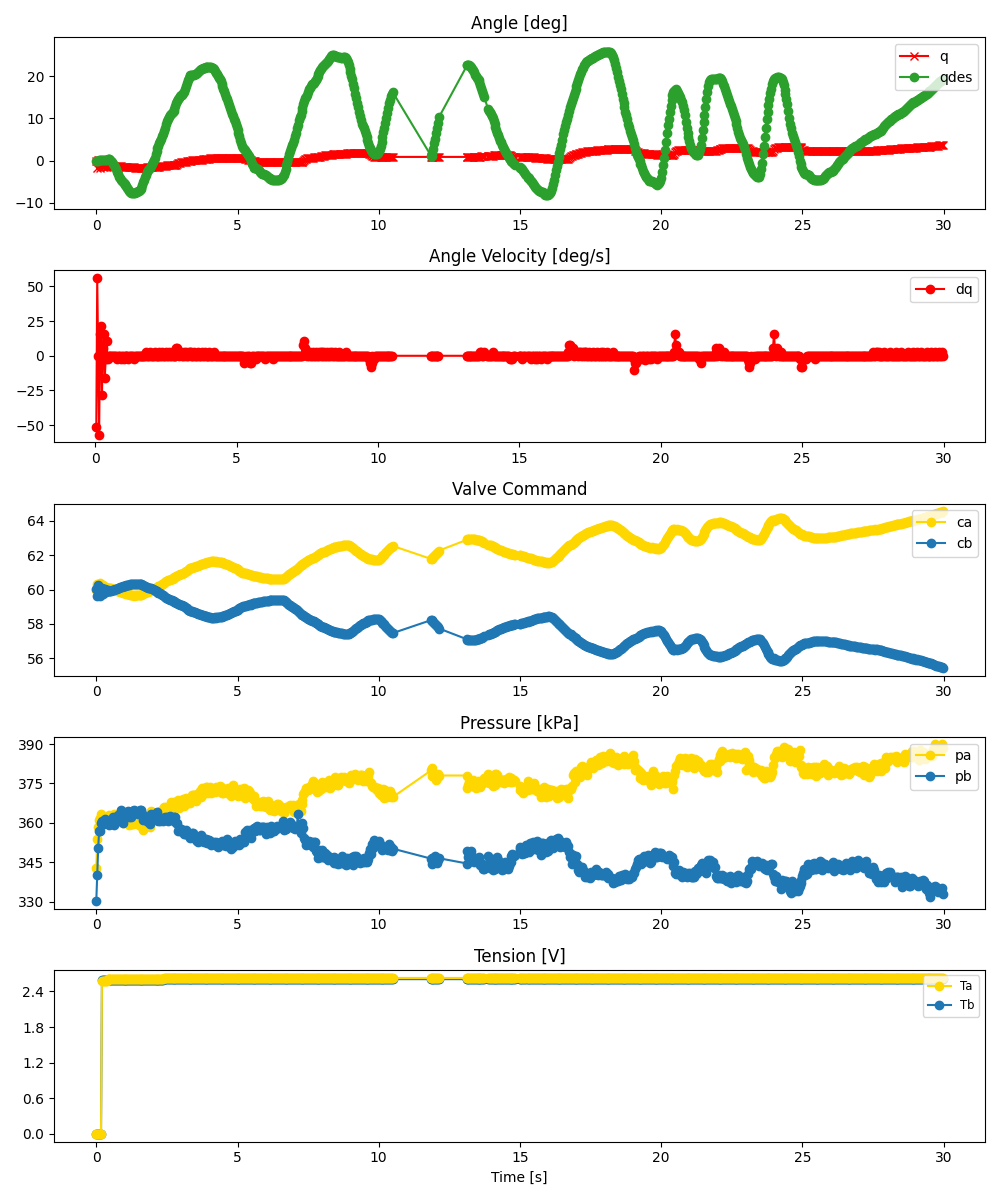 Angle [deg]
20
10
0
−10
q
qdes
0 5 10 15 20 25 30
Angle Velocity [deg/s]
50
25
0
−25
−50
dq
0 5 10 15 20 25 30
Valve Command
64
62
60
58
56
ca
cb
0 5 10 15 20 25 30
Pressure [kPa]
390
375
360
345
330
pa
pb
0 5 10 15 20 25 30
Tension [V]
2.4
1.8
1.2
0.6
0.0
Ta
Tb
0 5 10 15 20 25 30
Time [s]